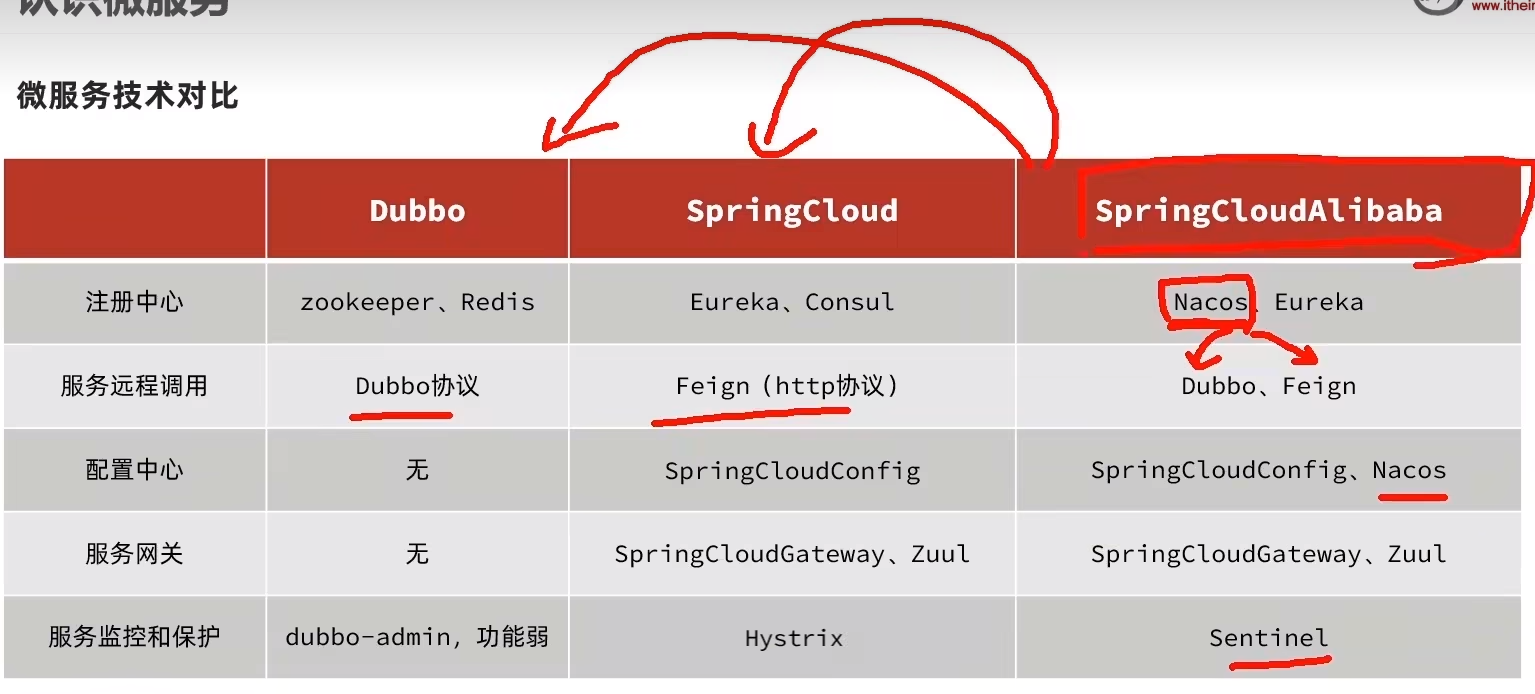 认识微服务
www.itheim
微服务技术对比
Dubbo SpringCloud SpringCloudAlibaba
注册中心 zookeeper、Redis Eureka、Consul Nacos、Eureka
服务远程调用 Dubbo协议 Feign（http协议） Dubbo、Feign
配置中心 无 SpringCloudConfig SpringCloudConfig、Nacos
服务网关 无 SpringCloudGateway、Zuul SpringCloudGateway、Zuul
服务监控和保护 dubbo-admin，功能弱 Hystrix Sentinel